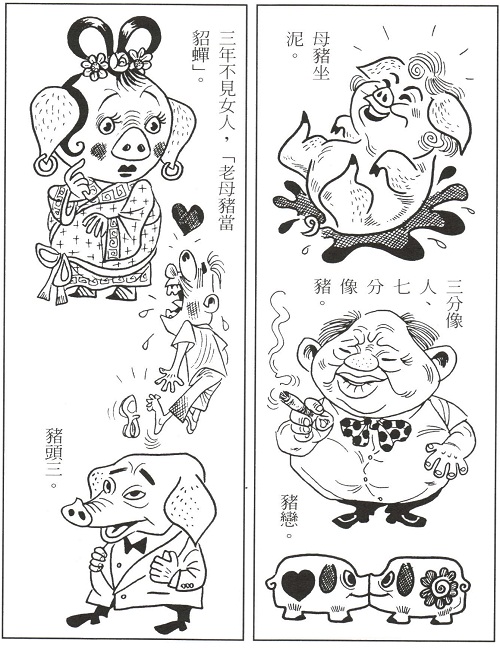 母豬坐
泥。
三分像
人、七分像豬。
豬戀。
三年不見女人，「老母豬當
貂蟬」。
豬頭三。